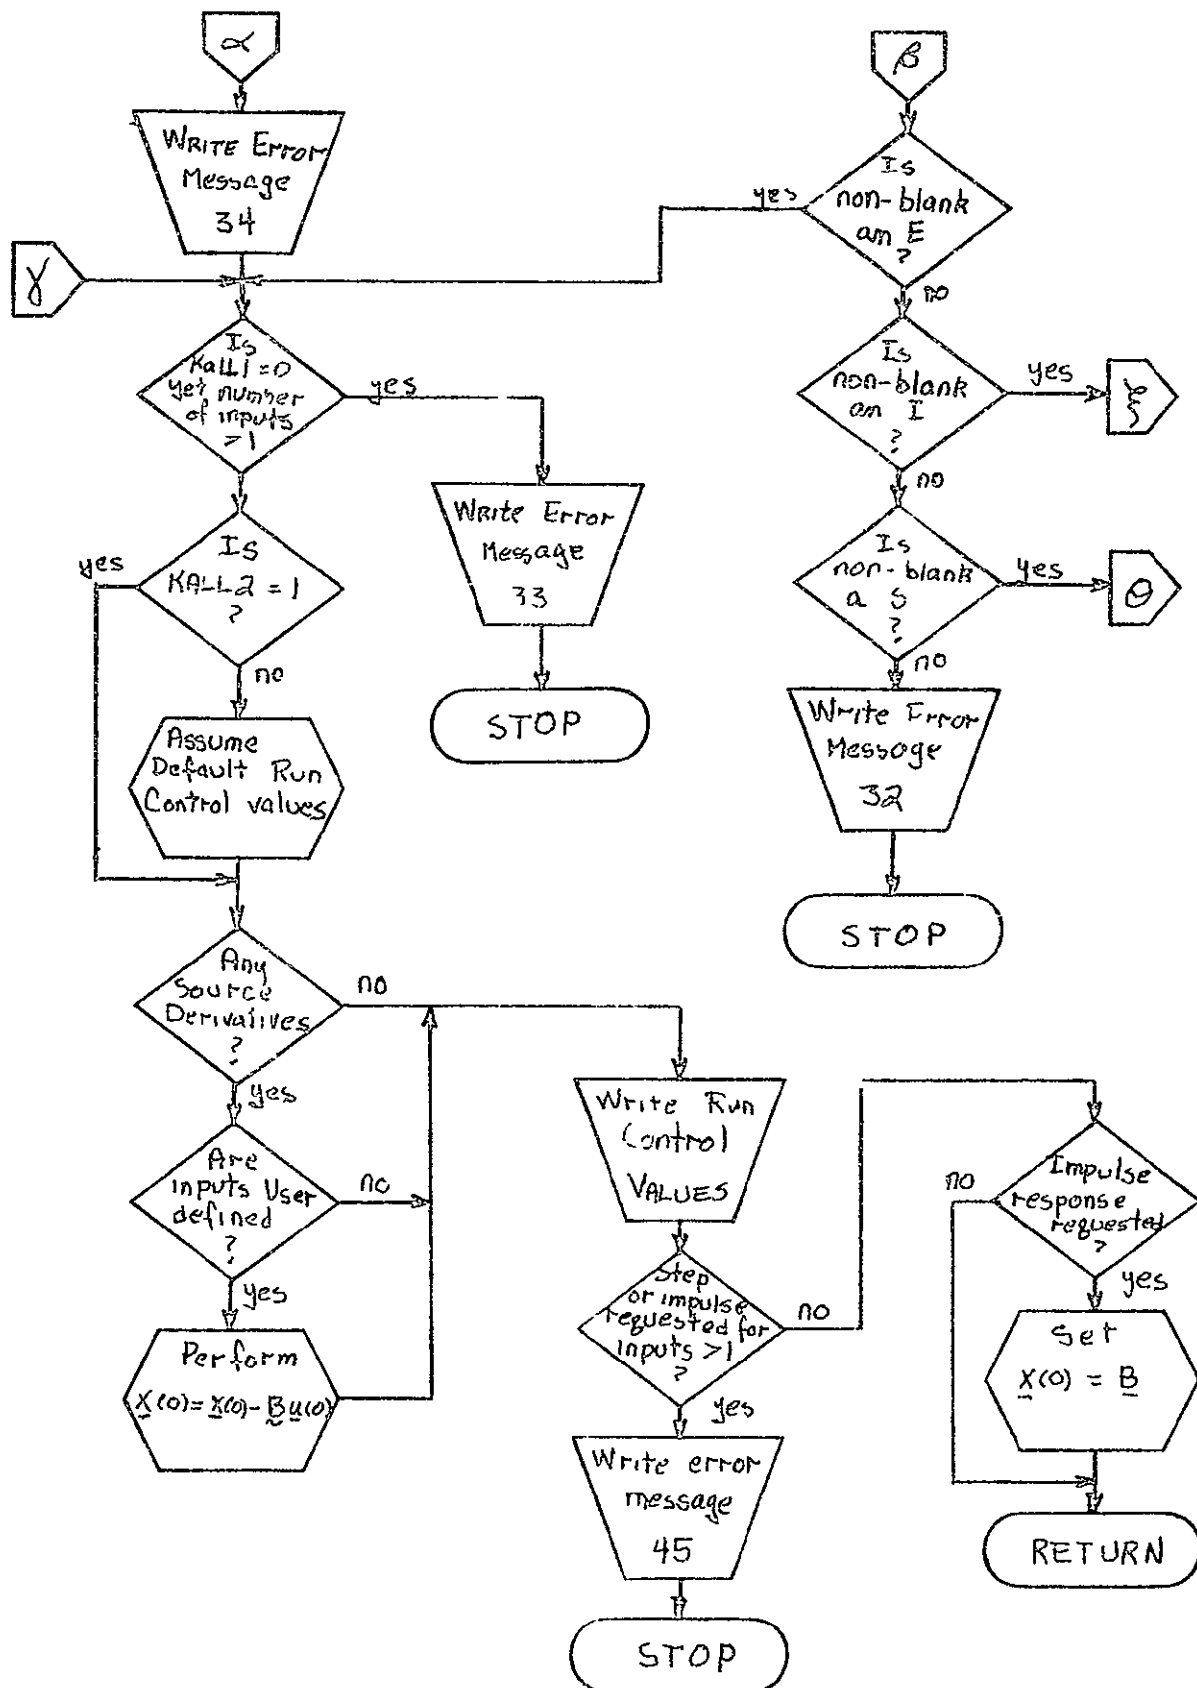 α
WRITE Error
Message
34
γ
Is
KALL1 = 0
yet number
of inputs
>1
yes
Write Error
Message
33
STOP
Is
KALL2 = 1
?
yes
no
Assume
Default Run
Control values
Any
Source
Derivatives
?
no
yes
Are
inputs User
defined
?
no
yes
Perform
X(0) = X(0) - B u(0)
β
Is
non-blank
an E
?
yes
no
Is
non-blank
an I
?
yes
ξ
no
Is
non-blank
a S
?
yes
θ
no
Write Error
Message
32
STOP
Write Run
Control
VALUES
Step
or impulse
requested for
inputs >1
?
no
yes
Write error
message
45
STOP
Impulse
response
requested
?
no
yes
Set
X(0) = B
RETURN